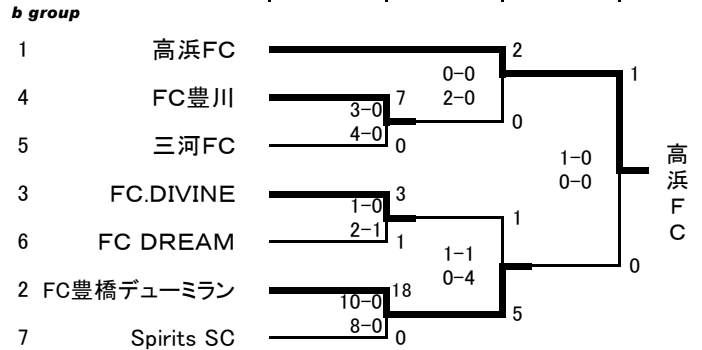 b group
1 高浜FC 2
0-0 1
4 FC豊川 7 2-0
3-0
4-0 0
5 三河FC 0
1-0 高浜FC
0-0
3 FC.DIVINE 3
1-0
2-1 1
6 FC DREAM 1
1-1 0
0-4
2 FC豊橋デューミラン 18
10-0 5
8-0
7 Spirits SC 0